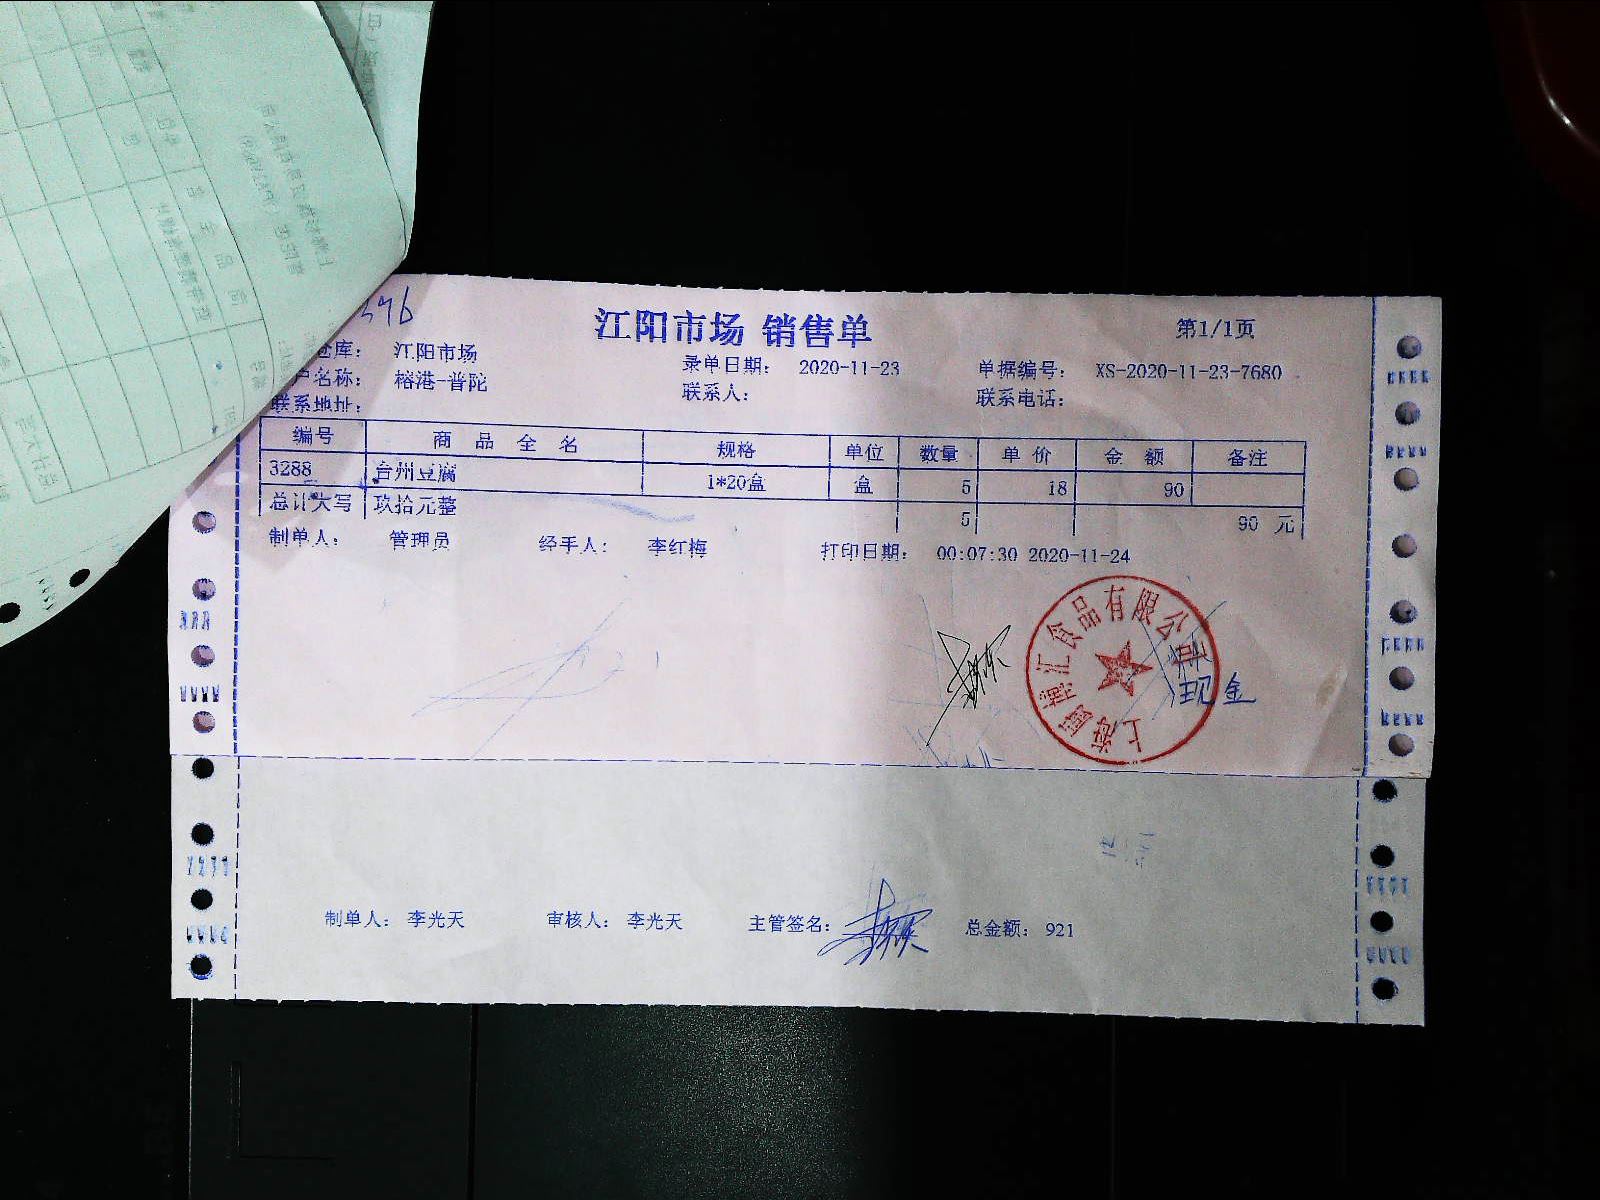 376
江阳市场 销售单
第1/1页
仓库: 江阳市场
录单日期: 2020-11-23
单据编号: XS-2020-11-23-7680
户名称: 榕港-普陀
联系人:
联系电话:
联系地址:
编号 商品全名 规格 单位 数量 单价 金额 备注
3288 台州豆腐 1*20盒 盒 5 18 90
总计大写 玖拾元整 5 90 元
制单人: 管理员 经手人: 李红梅 打印日期: 00:07:30 2020-11-24
现金
制单人: 李光天 审核人: 李光天 主管签名: 总金额: 921